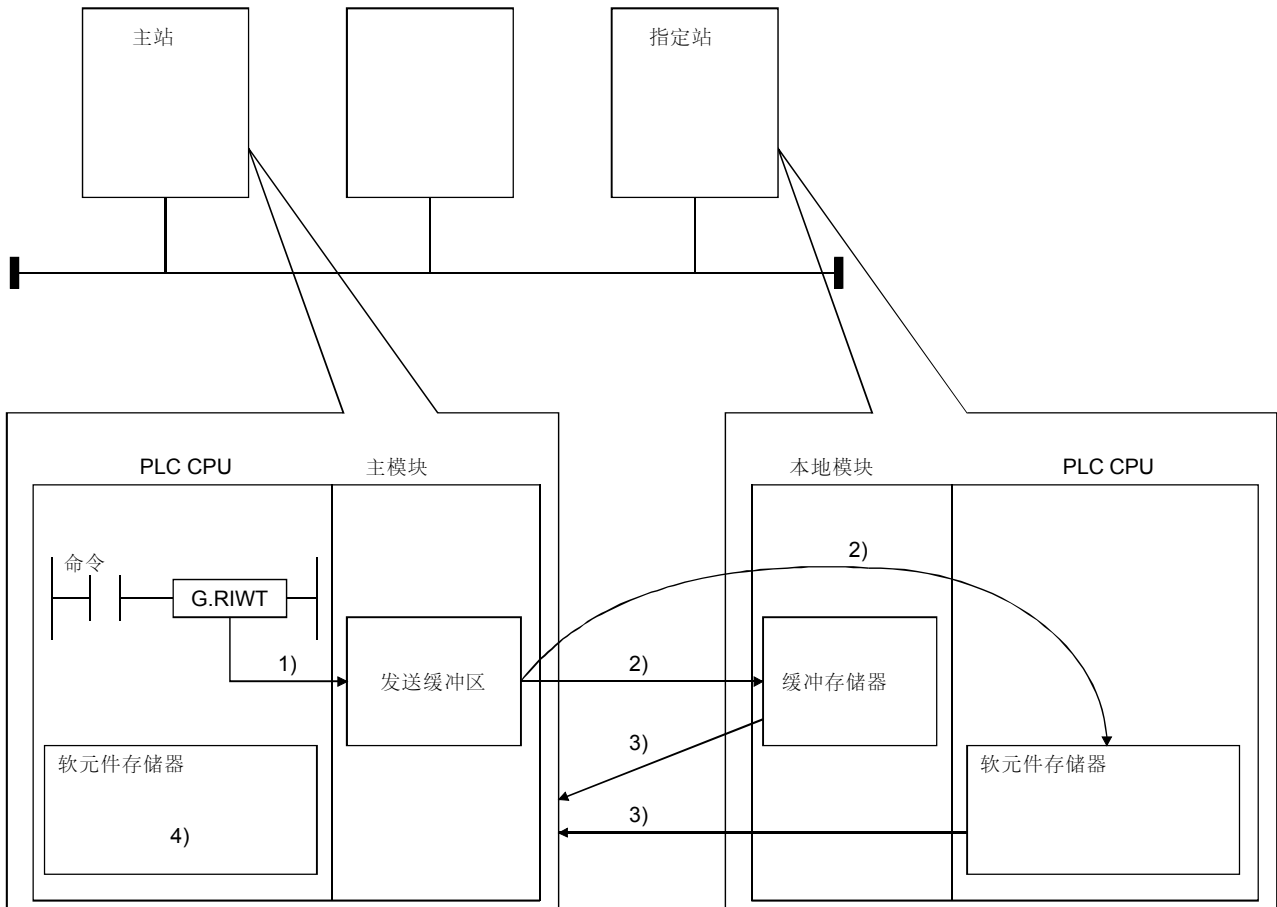 主站
指定站
PLC CPU
主模块
本地模块
PLC CPU
命令
G.RIWT
1)
发送缓冲区
2)
2)
缓冲存储器
3)
3)
软元件存储器
4)
软元件存储器